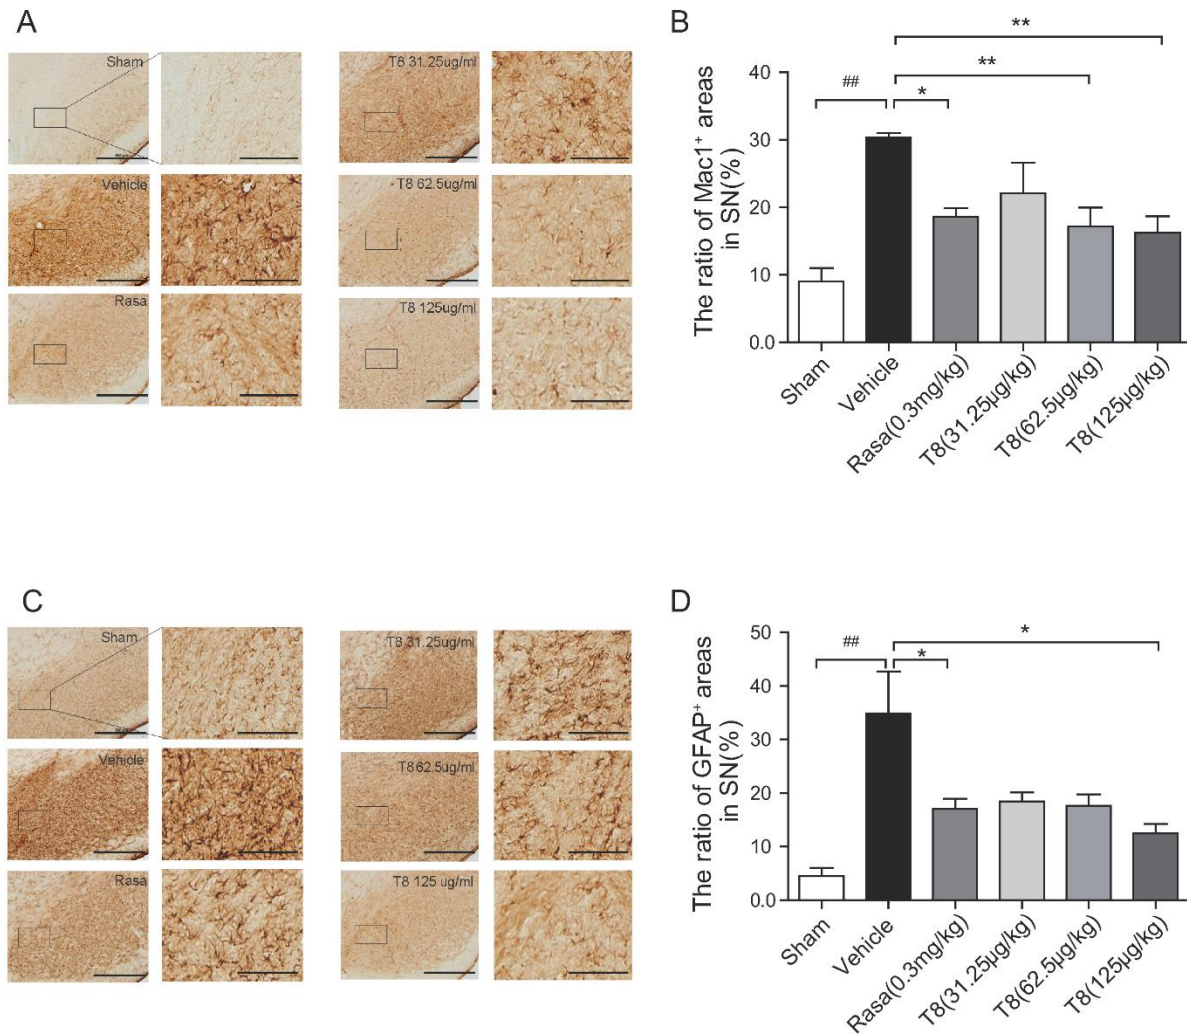 A
Sham
Vehicle
Rasa
T8 31.25ug/ml
T8 62.5ug/ml
T8 125ug/ml
B
The ratio of Mac1⁺ areas
in SN(%)
40
30
20
10
0.0
##
*
**
**
Sham
Vehicle
Rasa(0.3mg/kg)
T8(31.25µg/kg)
T8(62.5µg/kg)
T8(125µg/kg)
C
Sham
Vehicle
Rasa
T8 31.25ug/ml
T8 62.5ug/ml
T8 125 ug/ml
D
The ratio of GFAP⁺ areas
in SN(%)
50
40
30
20
10
0.0
##
*
*
Sham
Vehicle
Rasa(0.3mg/kg)
T8(31.25µg/kg)
T8(62.5µg/kg)
T8(125µg/kg)